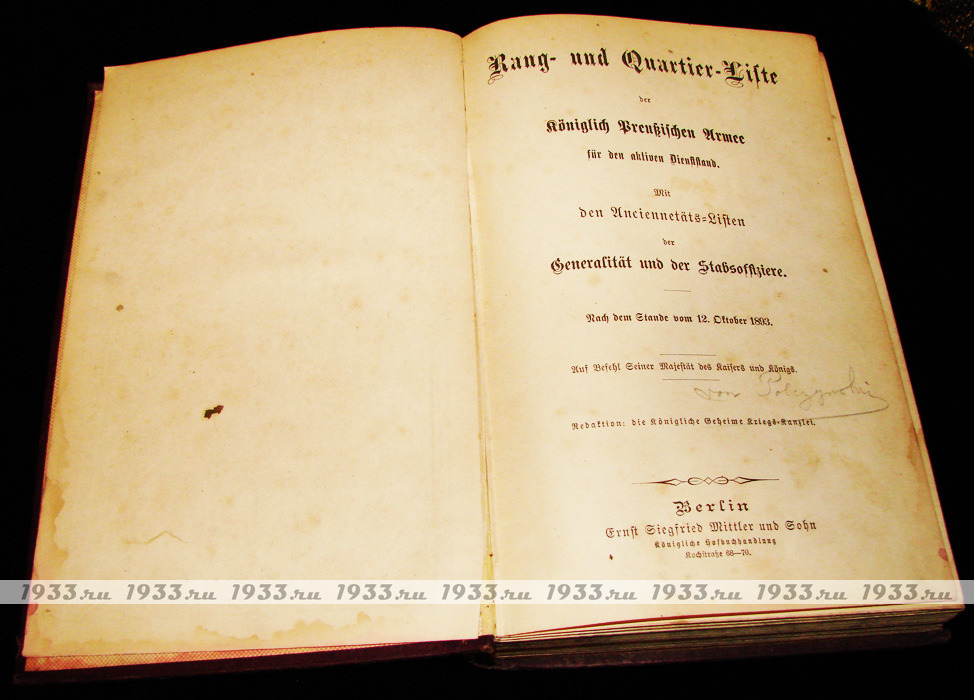 Rang- und Quartier-Liste
der
Königlich Preußischen Armee
für den aktiven Dienststand.
Mit
den Anciennetäts-Listen
der
Generalität und der Stabsoffiziere.
Nach dem Stande vom 12. Oktober 1893.
Auf Befehl Seiner Majestät des Kaisers und Königs.
von
Redaktion: die Königliche Geheime Kriegs-Kanzlei.
Berlin
Ernst Siegfried Mittler und Sohn
Königliche Hofbuchhandlung
Kochstraße 68—70.
1933.ru 1933.ru 1933.ru 1933.ru 1933.ru 1933.ru 1933.ru 1933.ru 1933.ru